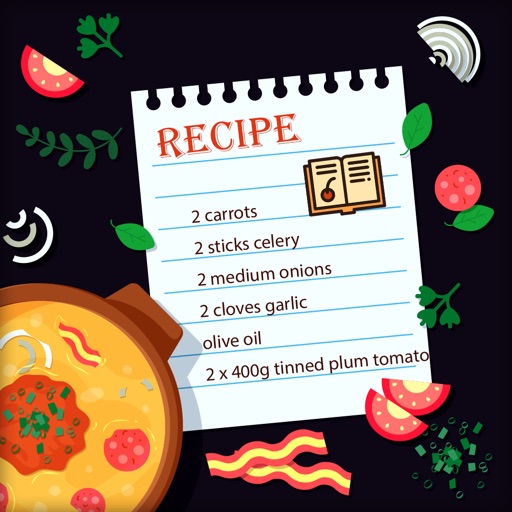 RECIPE
2 carrots
2 sticks celery
2 medium onions
2 cloves garlic
olive oil
2 x 400g tinned plum tomato